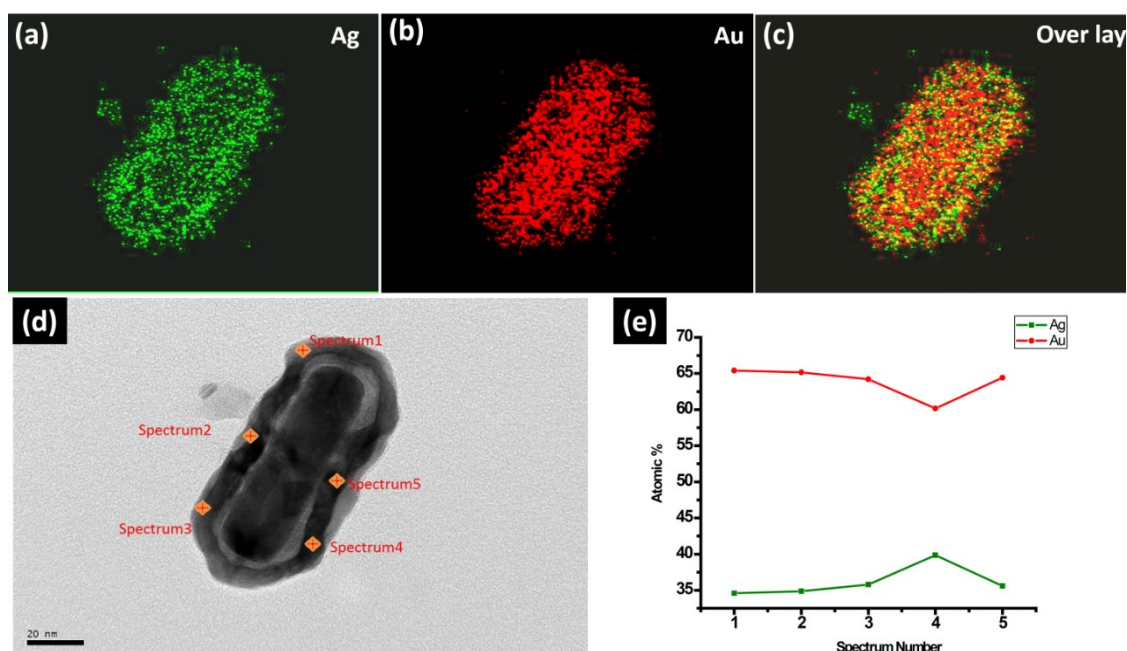 (a) Ag
(b) Au
(c) Over lay
(d)
Spectrum1
Spectrum2
Spectrum5
Spectrum3
Spectrum4
20 nm
(e)
Ag
Au
70
65
60
55
50
45
40
35
Atomic %
1 2 3 4 5
Spectrum Number